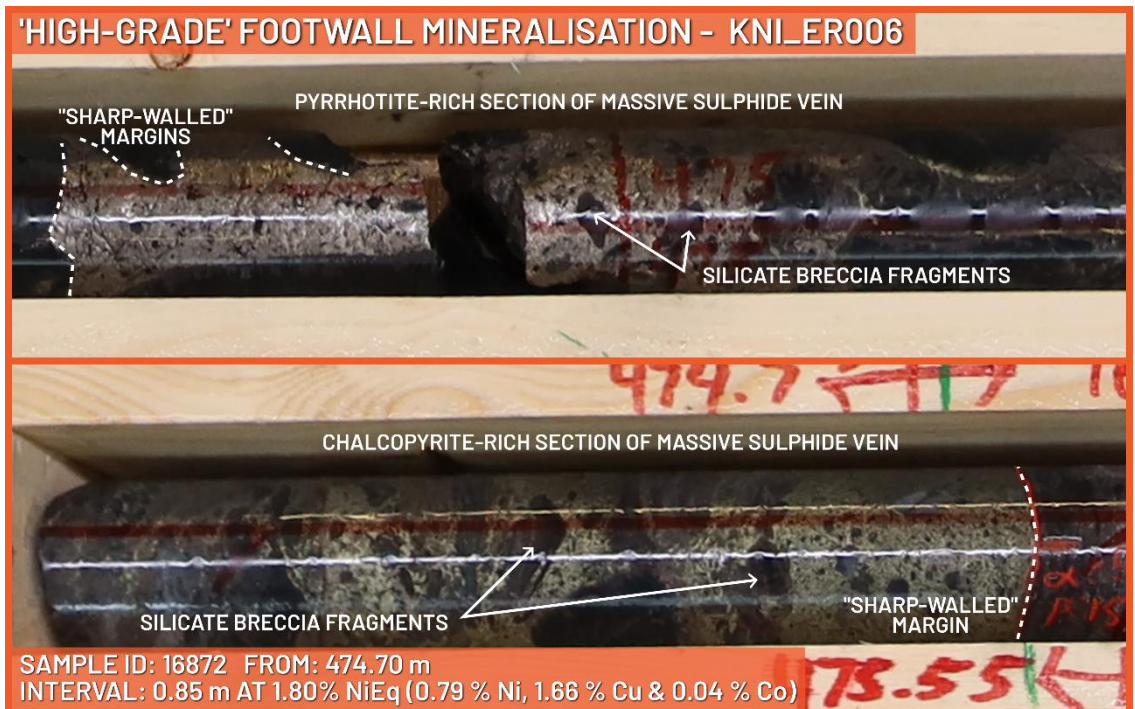 'HIGH-GRADE' FOOTWALL MINERALISATION - KNI_ER006
PYRRHOTITE-RICH SECTION OF MASSIVE SULPHIDE VEIN
"SHARP-WALLED"
MARGINS
475
SILICATE BRECCIA FRAGMENTS
474.7
CHALCOPYRITE-RICH SECTION OF MASSIVE SULPHIDE VEIN
SILICATE BRECCIA FRAGMENTS
"SHARP-WALLED"
MARGIN
SAMPLE ID: 16872 FROM: 474.70 m
INTERVAL: 0.85 m AT 1.80% NiEq (0.79 % Ni, 1.66 % Cu & 0.04 % Co)
75.55